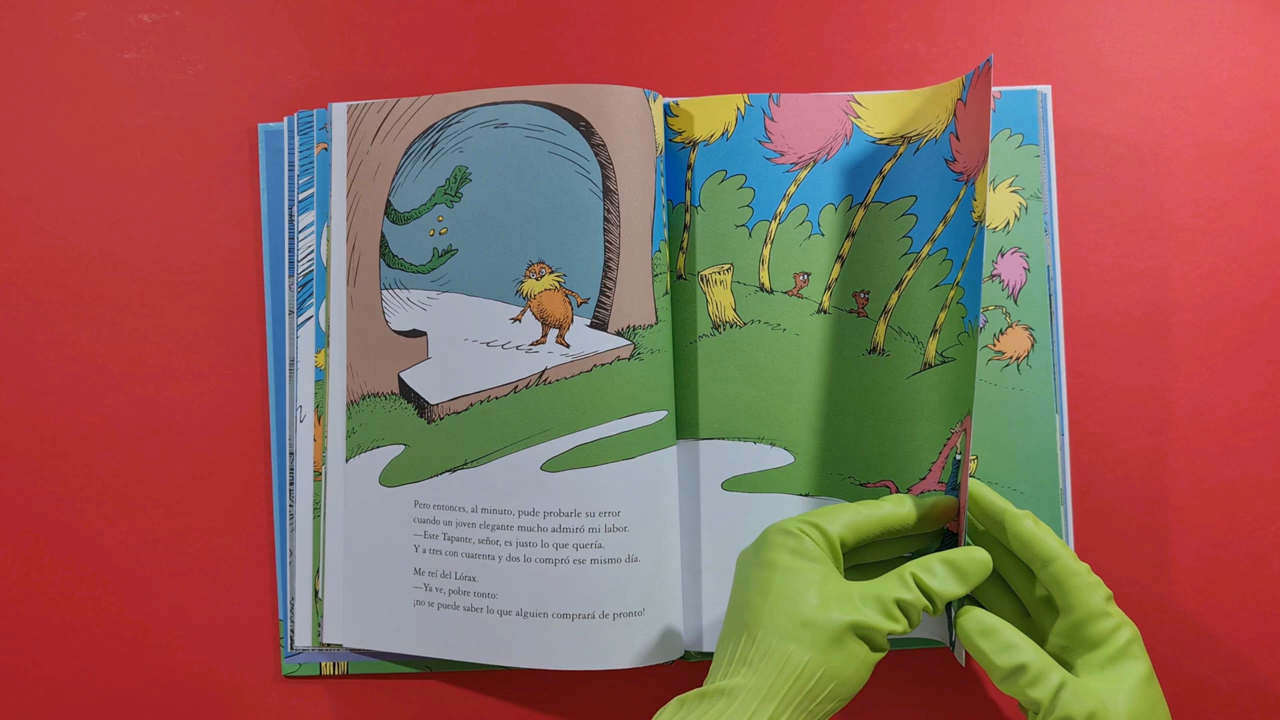 Pero entonces, al minuto, pude probarle su error
cuando un joven elegante mucho admiró mi labor.
—Este Tapante, señor, es justo lo que quería.
Y a tres con cuarenta y dos lo compró ese mismo día.
Me reí del Lórax.
—Ya ve, pobre tonto:
¡no se puede saber lo que alguien comprará de pronto!